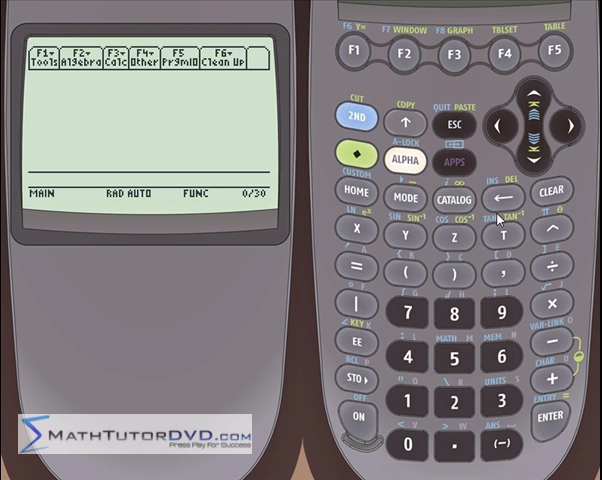 F1 F2 F3 F4 F5 F6
Tools Algebra Calc Other PrgmIO Clean Up
MAIN RAD AUTO FUNC 0/30
F6 Y= F7 WINDOW F8 GRAPH TBLSET TABLE
F1 F2 F3 F4 F5
CUT COPY QUIT PASTE
2ND ↑ ESC
A-LOCK
ALPHA APPS
CUSTOM INS DEL
HOME MODE CATALOG ← CLEAR
LN eˣ SIN SIN⁻¹ COS COS⁻¹ TAN TAN⁻¹ π θ
X Y Z T ^
A { B } C [ D ] E
= ( ) , ÷
F G H I √ J
| 7 8 9 ×
∠ KEY K : L MATH M MEM N VAR-LINK O
EE 4 5 6 −
RCL P " Q \ R UNITS S CHAR U
STO▸ 1 2 3 +
OFF < V > W ANS ENTRY =
ON 0 . (−) ENTER
MATHTUTORDVD.COM
Press Play For Success